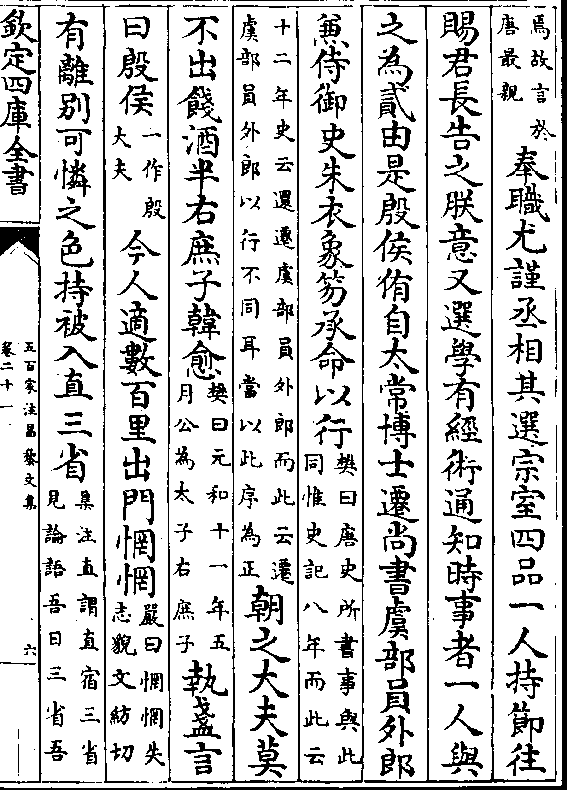 焉故言於唐最親奉職尤謹丞相其選宗室四品一人持節往
賜君長告之朕意又選學有經術通知時事者一人與
之為貳由是殷侯侑自太常博士遷尚書虞部員外郎
兼侍御史朱衣象笏承命以行樊曰唐史所書事與此同惟史記八年而此云
十二年史云還遷虞部員外郎而此云遷虞部員外郎以行不同耳當以此序為正朝之大夫莫
不出餞酒半右庶子韓愈樊曰元和十一年五月公為太子右庶子執盞言
曰殷侯一作殷大夫今人適數百里出門惘惘嚴曰惘惘失志貌文紡切
有離別可憐之色持被入直三省集注直謂直宿三省見論語吾日三省吾
欽定四庫全書
五百家注昌黎文集
卷二十一
六